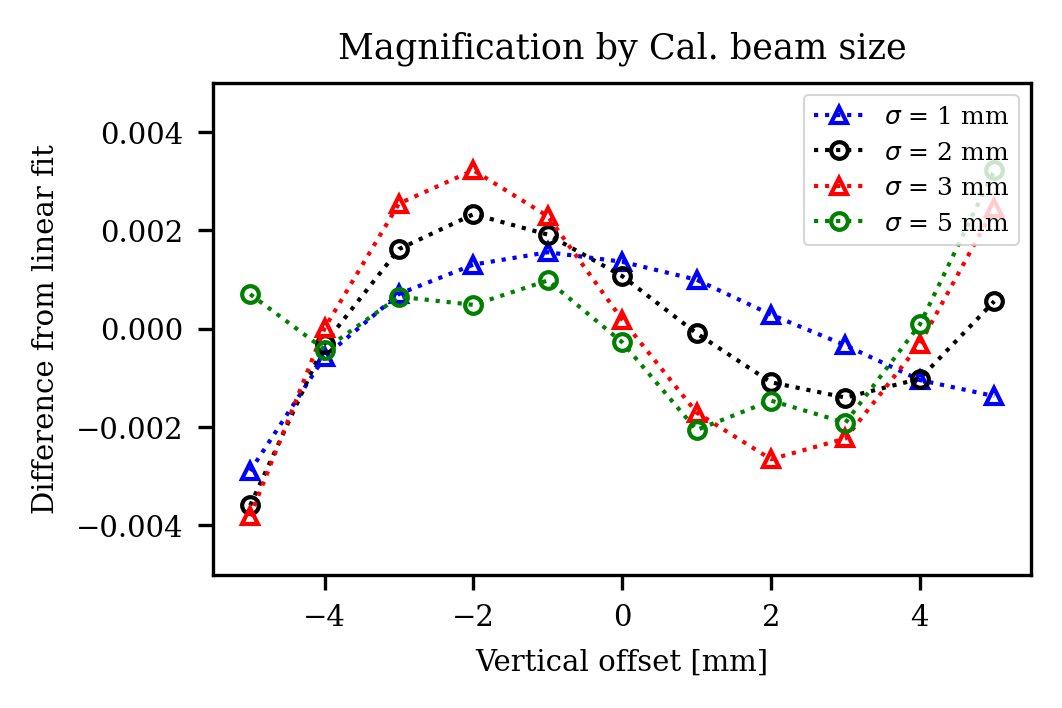 Magnification by Cal. beam size
Difference from linear fit
0.004
0.002
0.000
−0.002
−0.004
σ = 1 mm
σ = 2 mm
σ = 3 mm
σ = 5 mm
−4
−2
0
2
4
Vertical offset [mm]